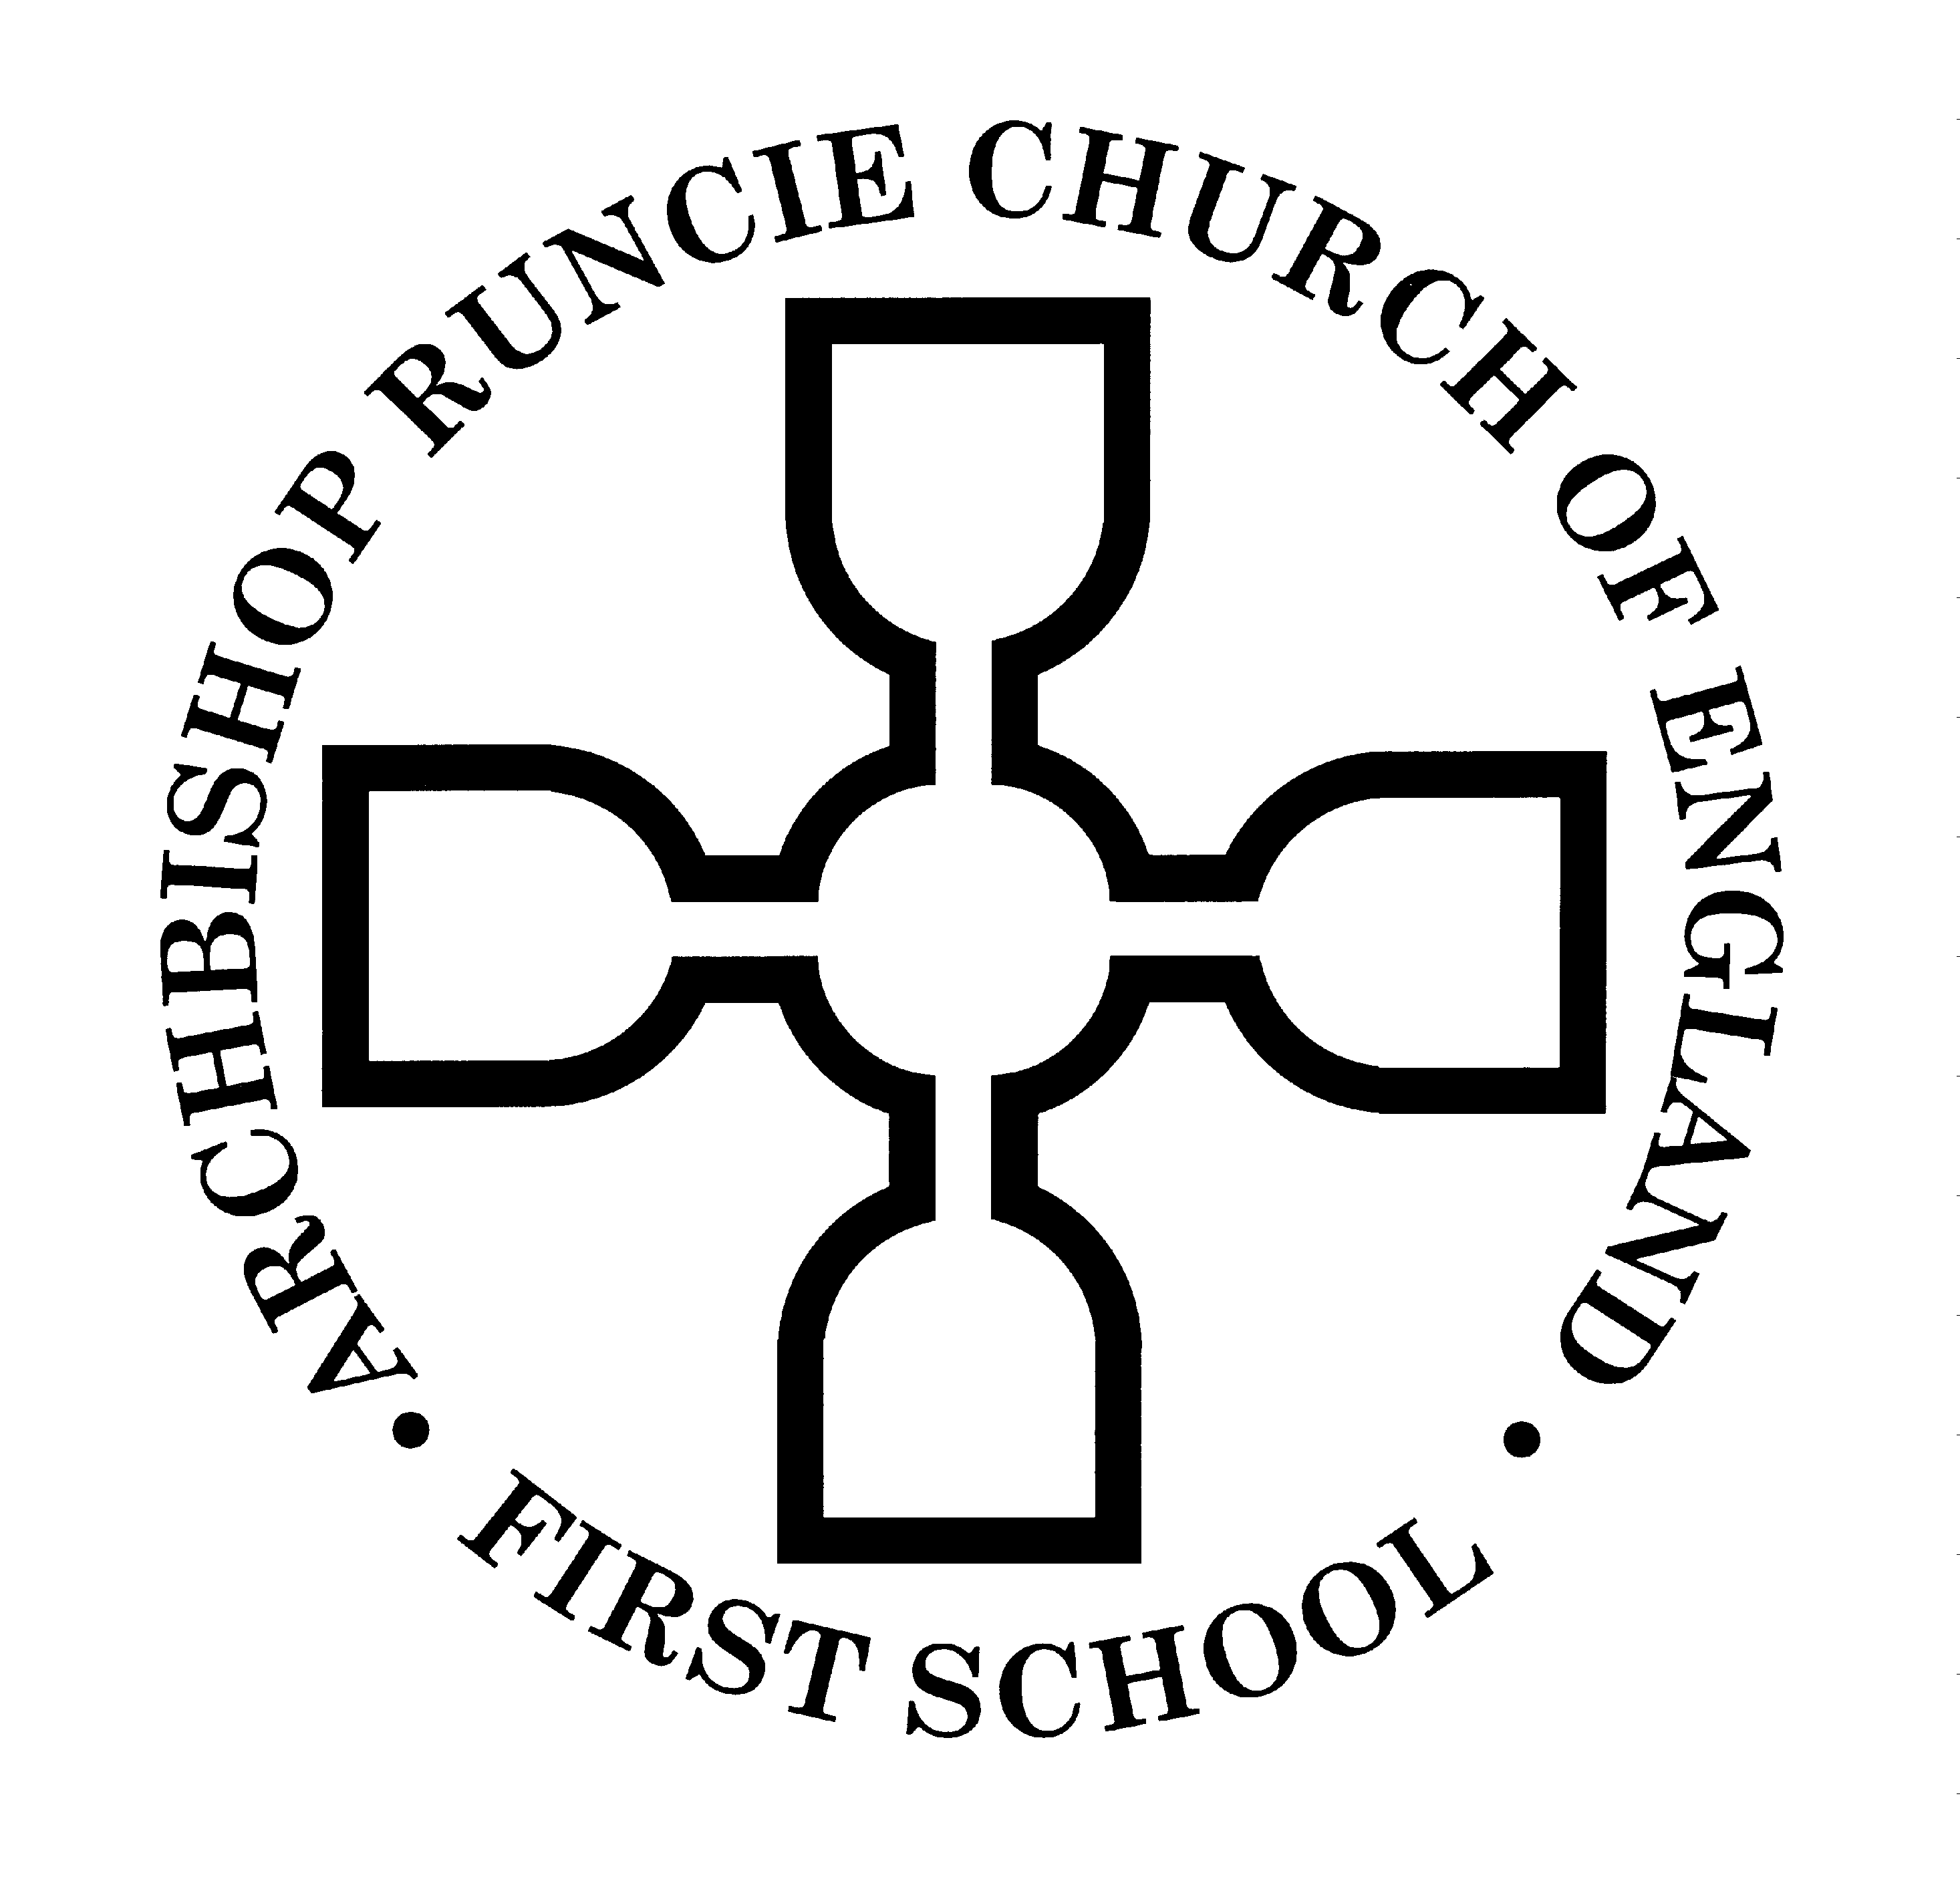 ARCHBISHOP RUNCIE CHURCH OF ENGLAND
• FIRST SCHOOL •